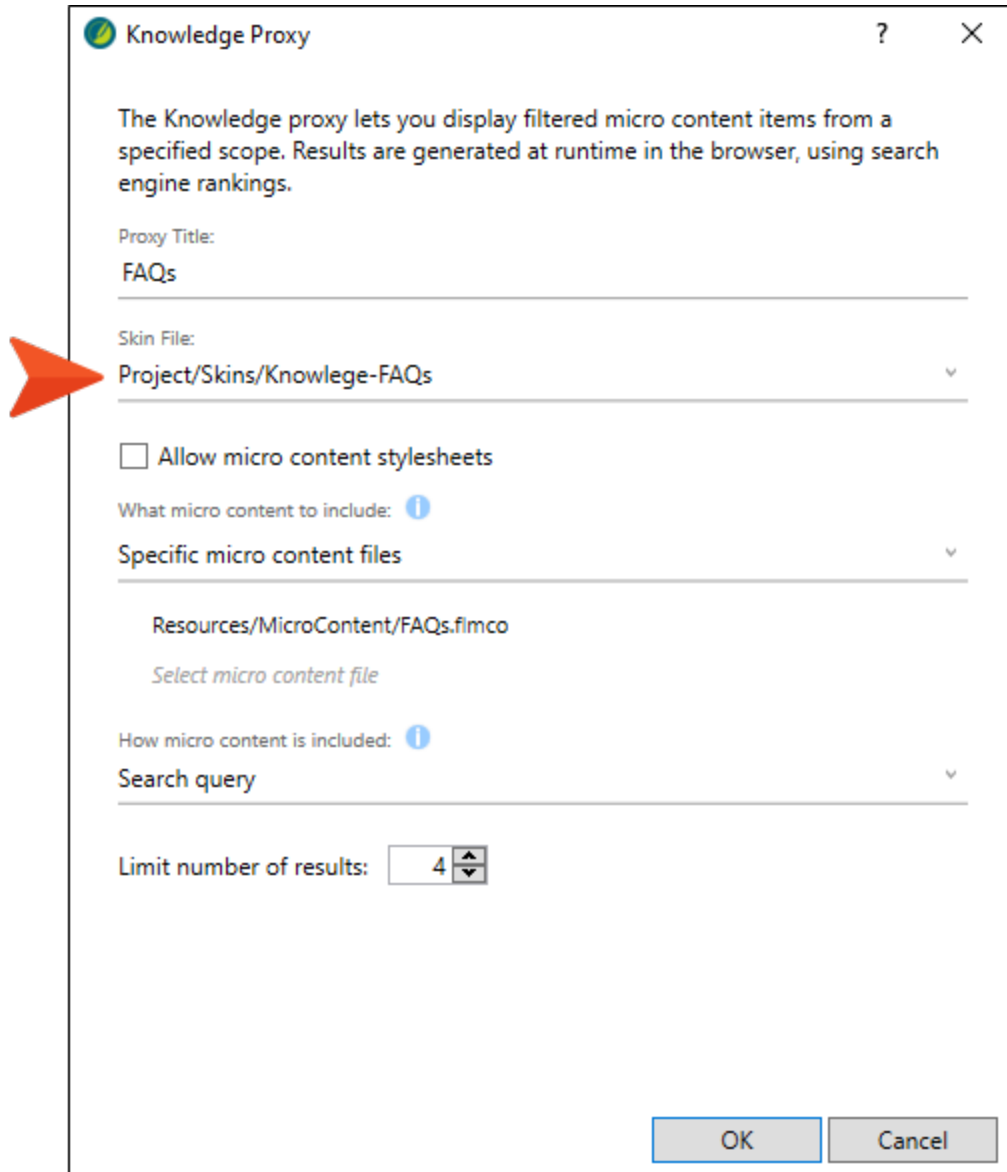 Knowledge Proxy ?
The Knowledge proxy lets you display filtered micro content items from a
specified scope. Results are generated at runtime in the browser, using search
engine rankings.
Proxy Title:
FAQs
Skin File:
Project/Skins/Knowlege-FAQs
Allow micro content stylesheets
What micro content to include: i
Specific micro content files
Resources/MicroContent/FAQs.flmco
Select micro content file
How micro content is included: i
Search query
Limit number of results: 4
OK Cancel